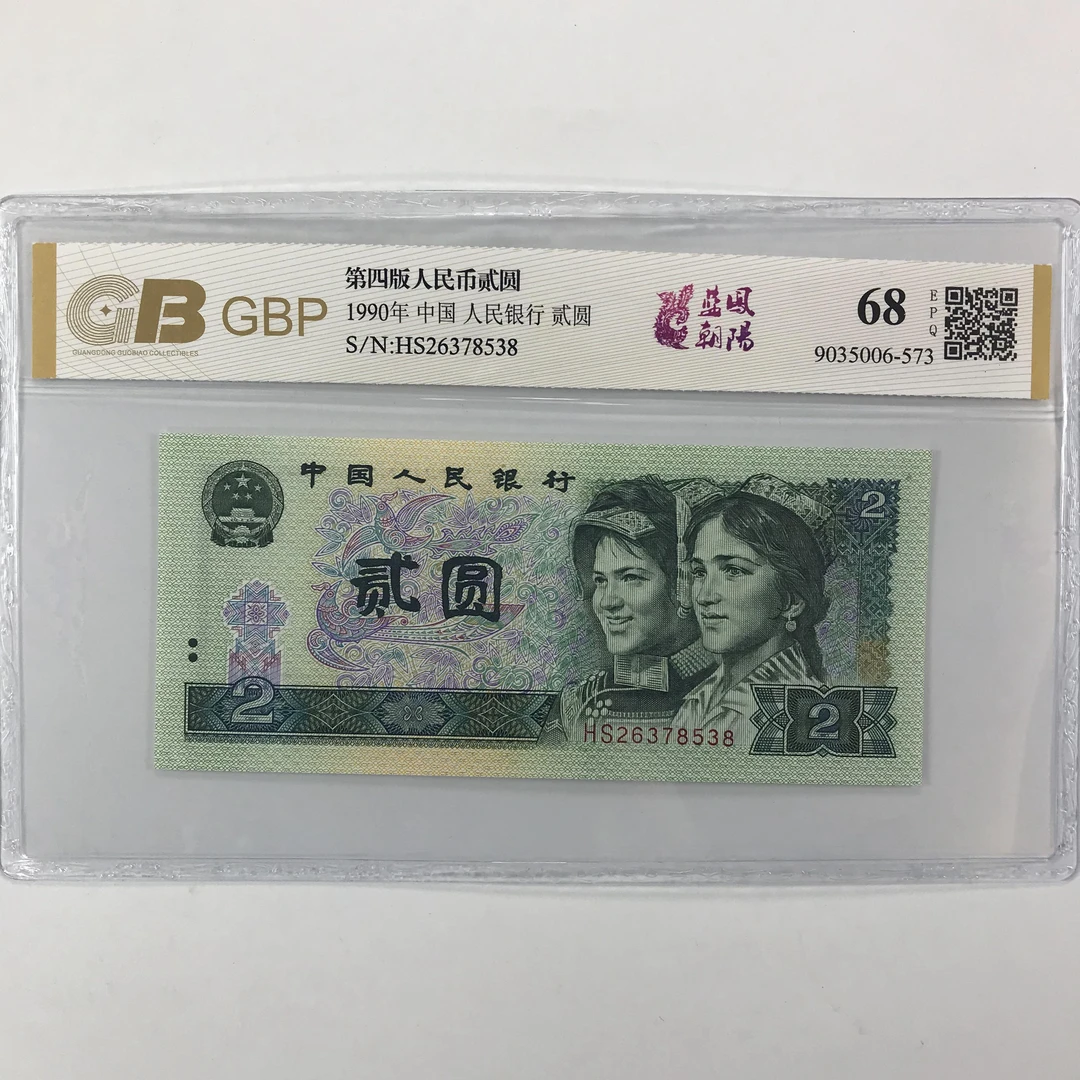 GB
GUANGDONG GUOBIAO COLLECTIBLES
GBP
第四版人民币贰圆
1990年 中国 人民银行 贰圆
S/N:HS26378538
蓝凤
朝陽
68
EPQ
9035006-573
中国人民银行
贰圆
2
2
2
HS26378538